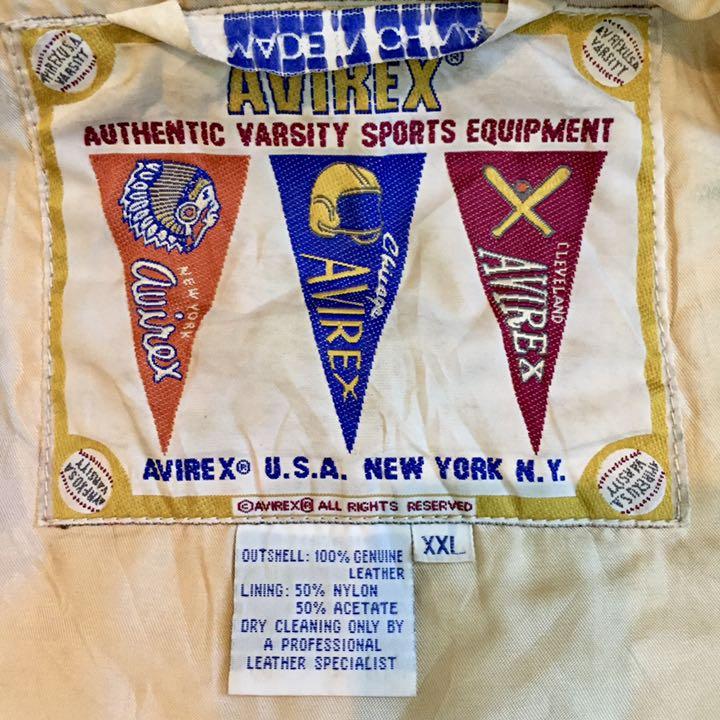 AVIREX®
AUTHENTIC VARSITY SPORTS EQUIPMENT
AVIREX U.S.A.
VARSITY
AVIREX U.S.A.
VARSITY
NEW YORK
avirex
Chicago
AVIREX
CLEVELAND
AVIREX
AVIREX U.S.A.
VARSITY
AVIREX U.S.A.
VARSITY
AVIREX® U.S.A. NEW YORK N.Y.
©AVIREX® ALL RIGHTS RESERVED
XXL
OUTSHELL: 100% GENUINE
LEATHER
LINING: 50% NYLON
50% ACETATE
DRY CLEANING ONLY BY
A PROFESSIONAL
LEATHER SPECIALIST